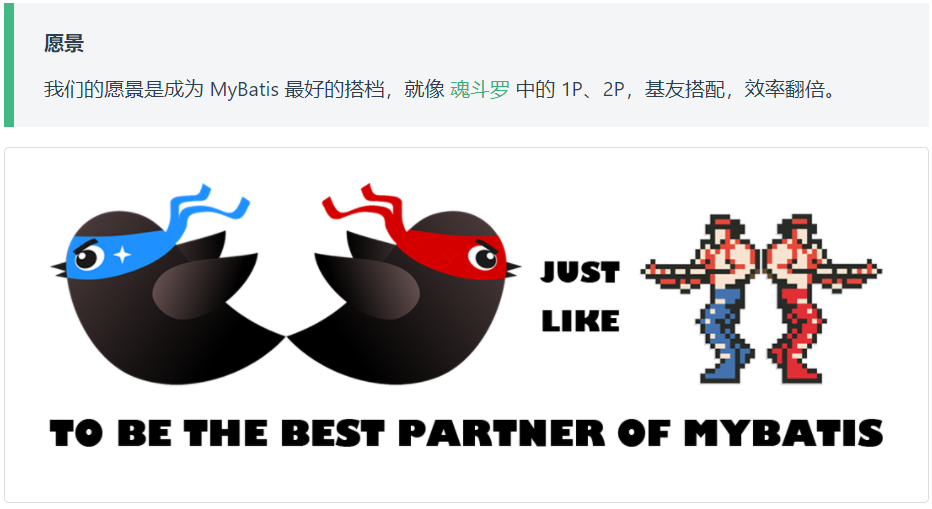 愿景
我们的愿景是成为 MyBatis 最好的搭档，就像 魂斗罗 中的 1P、2P，基友搭配，效率翻倍。
JUST
LIKE
TO BE THE BEST PARTNER OF MYBATIS